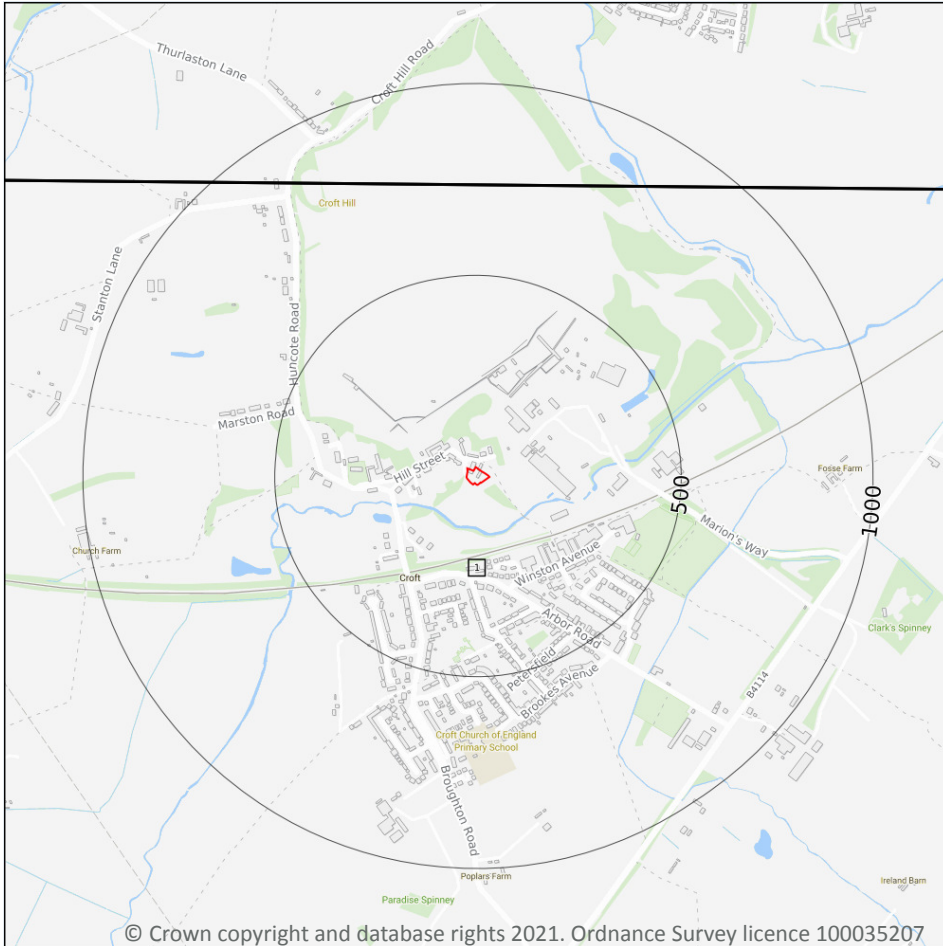 Thurlaston Lane
Croft Hill Road
Croft Hill
Stanton Lane
Huncote Road
Marston Road
Hill Street
500
1000
Fosse Farm
Marion's Way
Church Farm
1
Winston Avenue
Croft
Arbor Road
Clark's Spinney
Petersfield
Brookes Avenue
B4114
Croft Church of England
Primary School
Broughton Road
Poplars Farm
Paradise Spinney
Ireland Barn
© Crown copyright and database rights 2021. Ordnance Survey licence 100035207